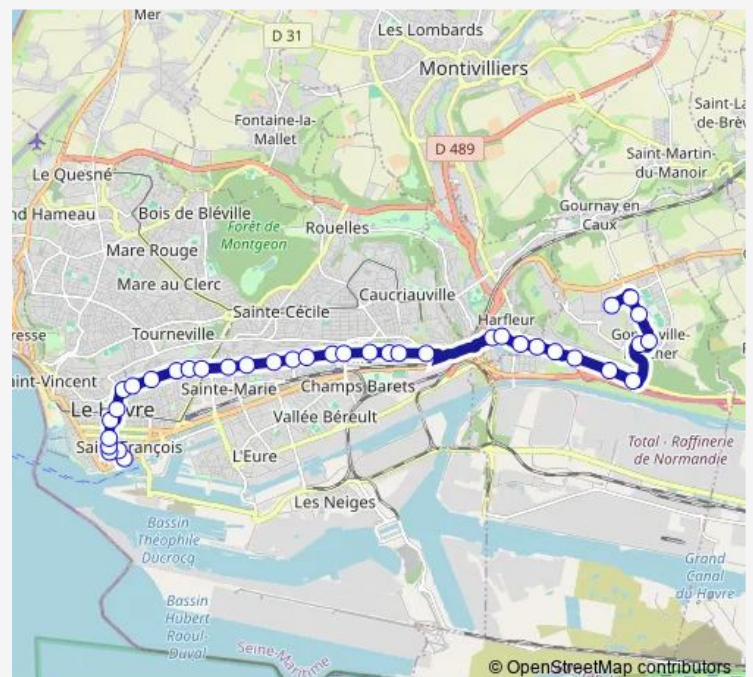 Mer
D 31
Les Lombards
Montivilliers
Fontaine-la-
Mallet
Saint-La
de-Brèv
D 489
Saint-Martin-
du-Manoir
Le Quesné
nd Hameau
Bois de Bléville
Gournay en
Caux
Forêt de
Montgeon
Rouelles
Mare Rouge
Mare au Clerc
Caucriauville
Sainte-Cécile
Harfleur
resse
Tourneville
aint-Vincent
Sainte-Marie
Champs Barets
Vallée Béreult
L'Eure
Total - Raffinerie
de Normandie
Les Neiges
Bassin
Théophile
Ducrocq
Grand
Canal
du Havre
Bassin
Hubert
Raoul-
Duval
Seine-Maritime
© OpenStreetMap contributors